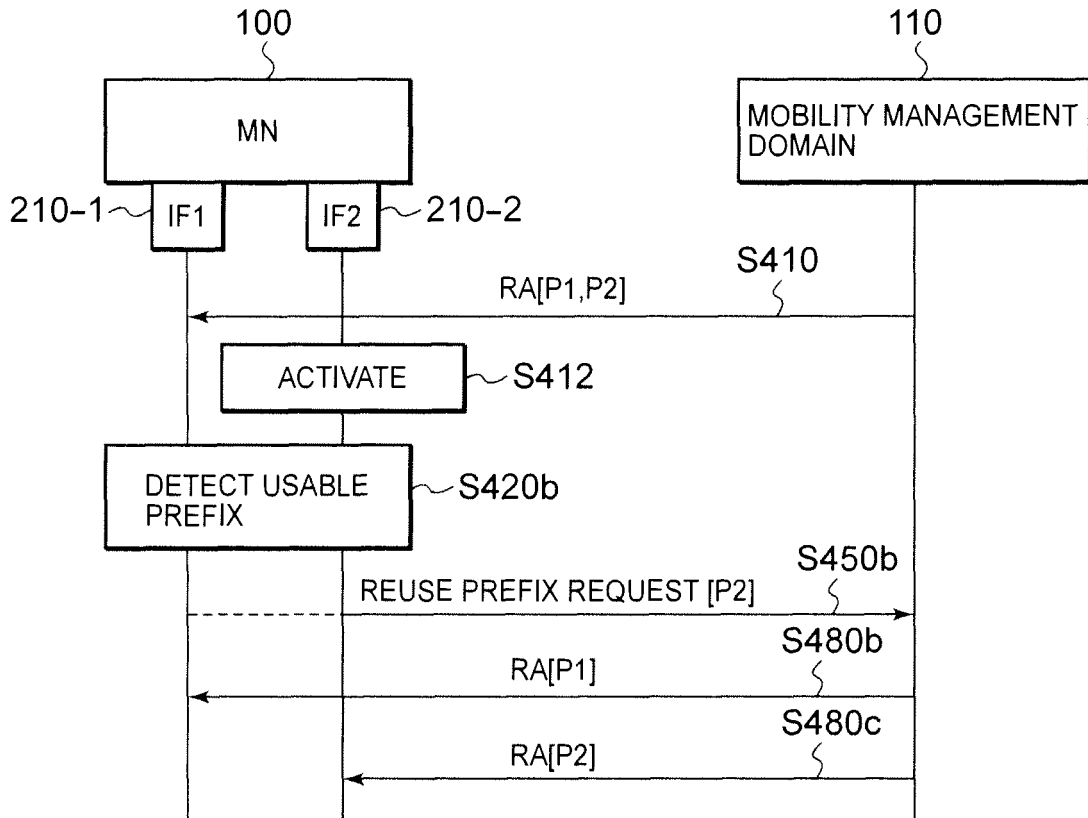 100
110
MN
MOBILITY MANAGEMENT
DOMAIN
210-1
IF1
IF2
210-2
S410
RA[P1,P2]
ACTIVATE
S412
DETECT USABLE
PREFIX
S420b
S450b
REUSE PREFIX REQUEST [P2]
S480b
RA[P1]
S480c
RA[P2]